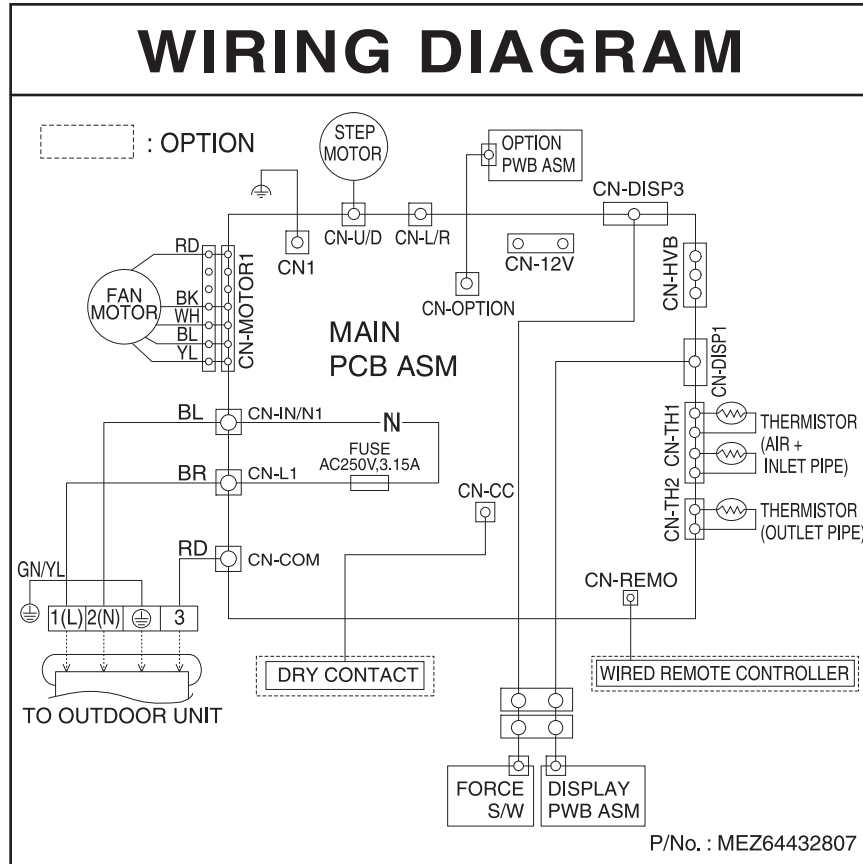 WIRING DIAGRAM
: OPTION
STEP
MOTOR
OPTION
PWB ASM
CN-DISP3
CN1
CN-U/D
CN-L/R
CN-12V
CN-OPTION
CN-HVB
RD
BK
WH
BL
YL
FAN
MOTOR
CN-MOTOR1
MAIN
PCB ASM
CN-DISP1
BL
CN-IN/N1
N
FUSE
AC250V,3.15A
BR
CN-L1
CN-TH1
THERMISTOR
(AIR +
INLET PIPE)
CN-CC
CN-TH2
THERMISTOR
(OUTLET PIPE)
RD
CN-COM
GN/YL
CN-REMO
1(L)
2(N)
3
DRY CONTACT
WIRED REMOTE CONTROLLER
TO OUTDOOR UNIT
FORCE
S/W
DISPLAY
PWB ASM
P/No. : MEZ64432807